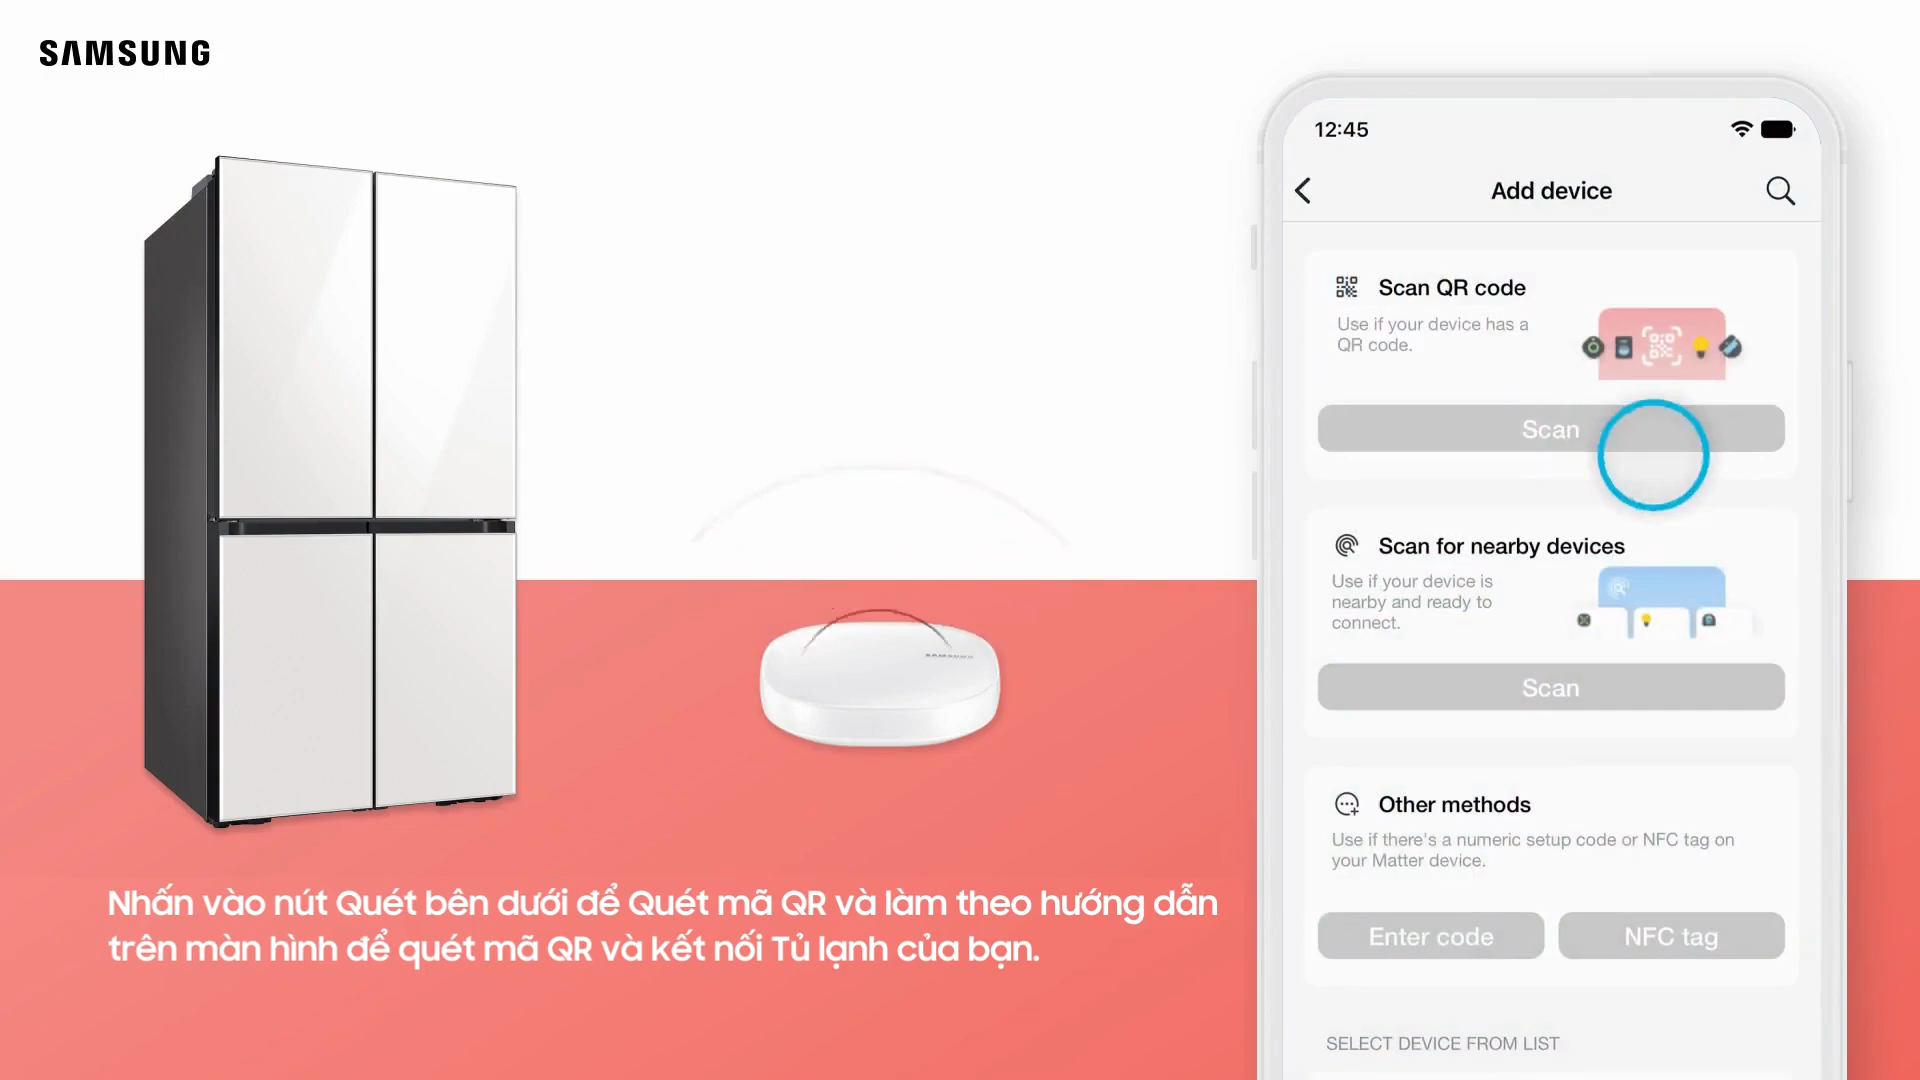 SAMSUNG
12:45
Add device
Scan QR code
Use if your device has a
QR code.
Scan
Scan for nearby devices
Use if your device is
nearby and ready to
connect.
Scan
Other methods
Use if there's a numeric setup code or NFC tag on
your Matter device.
Enter code
NFC tag
SELECT DEVICE FROM LIST
SAMSUNG
Nhấn vào nút Quét bên dưới để Quét mã QR và làm theo hướng dẫn
trên màn hình để quét mã QR và kết nối Tủ lạnh của bạn.